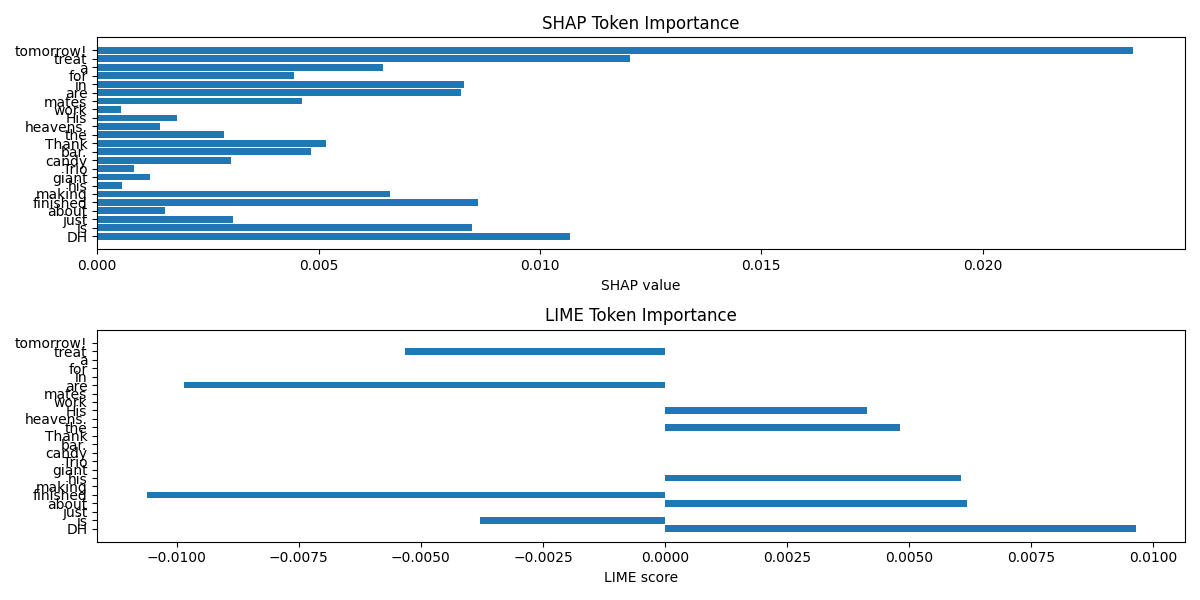 SHAP Token Importance
tomorrow!
treat
a
for
in
are
mates
work
His
heavens.
the
Thank
bar.
candy
Trio
giant
his
making
finished
about
just
is
DH
0.000 0.005 0.010 0.015 0.020
SHAP value
LIME Token Importance
tomorrow!
treat
a
for
in
are
mates
work
His
heavens.
the
Thank
bar.
candy
Trio
giant
his
making
finished
about
just
is
DH
−0.0100 −0.0075 −0.0050 −0.0025 0.0000 0.0025 0.0050 0.0075 0.0100
LIME score